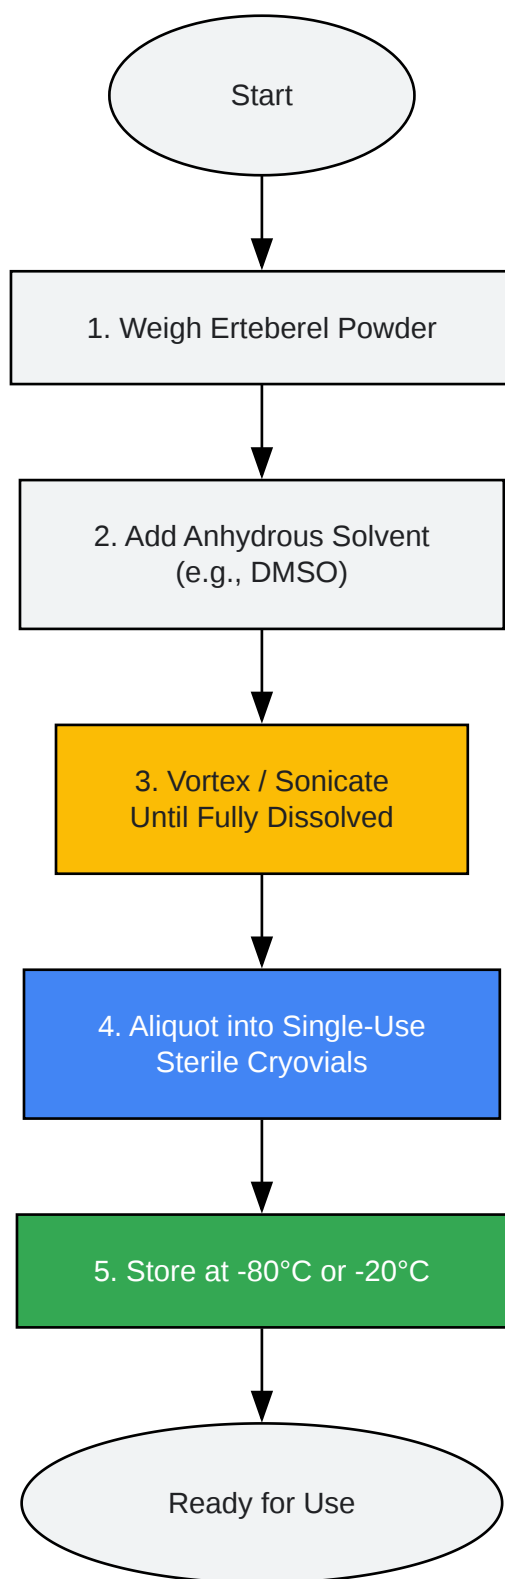 Start
1. Weigh Erteberel Powder
2. Add Anhydrous Solvent
(e.g., DMSO)
3. Vortex / Sonicate
Until Fully Dissolved
4. Aliquot into Single-Use
Sterile Cryovials
5. Store at -80°C or -20°C
Ready for Use